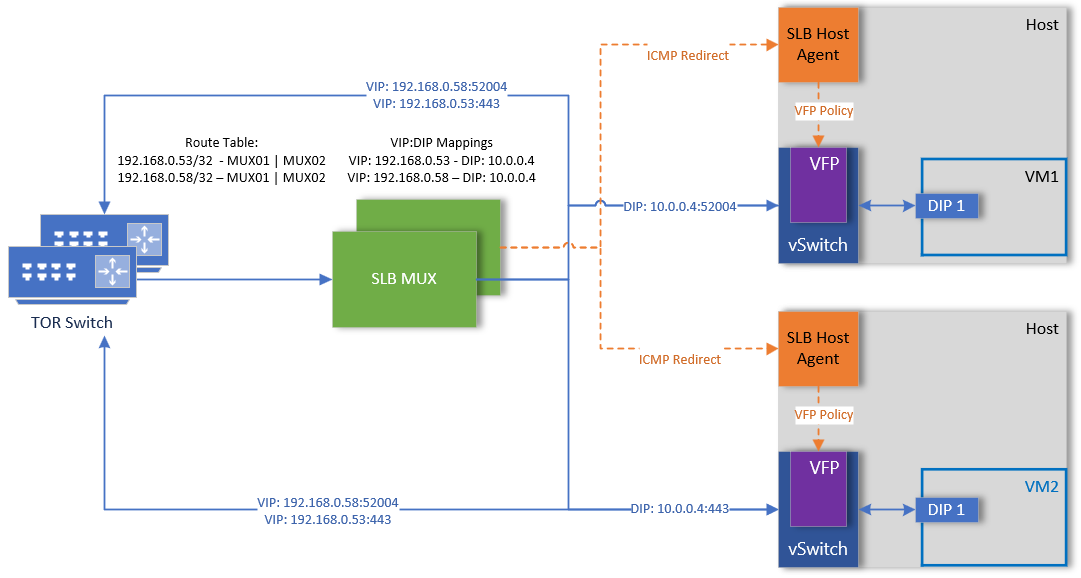 SLB Host
Agent
Host
ICMP Redirect
VFP Policy
VIP: 192.168.0.58:52004
VIP: 192.168.0.53:443
Route Table:
192.168.0.53/32 - MUX01 | MUX02
192.168.0.58/32 – MUX01 | MUX02
VIP:DIP Mappings
VIP: 192.168.0.53 - DIP: 10.0.0.4
VIP: 192.168.0.58 – DIP: 10.0.0.4
VFP
VM1
DIP: 10.0.0.4:52004
DIP 1
vSwitch
SLB MUX
TOR Switch
SLB Host
Agent
Host
ICMP Redirect
VFP Policy
VFP
VM2
VIP: 192.168.0.58:52004
VIP: 192.168.0.53:443
DIP: 10.0.0.4:443
DIP 1
vSwitch